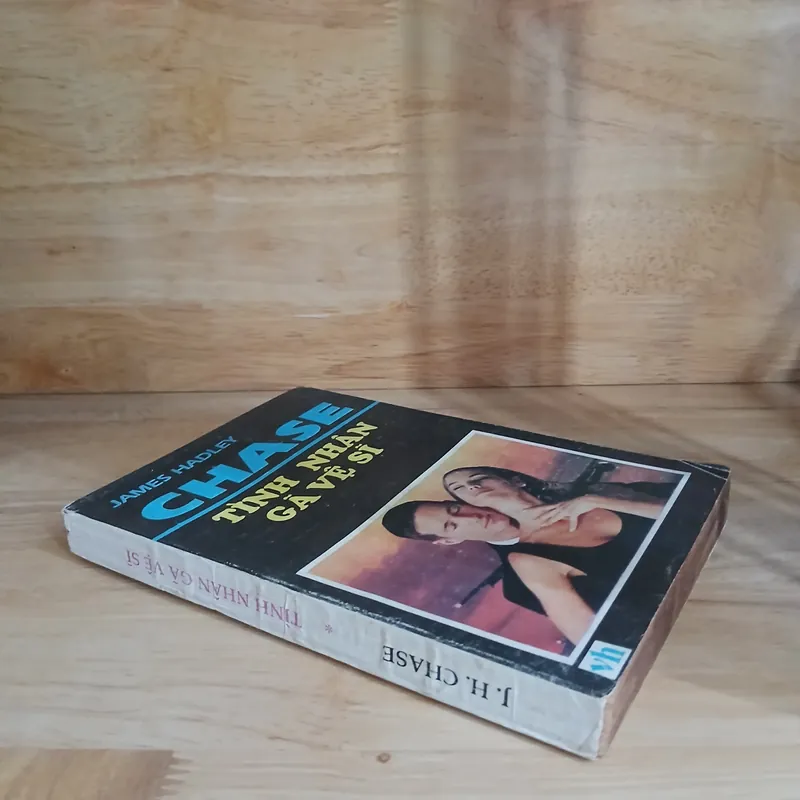 JAMES HADLEY
CHASE
TÌNH NHÂN
GÃ VỆ SĨ
vh
J. H. CHASE * TÌNH NHÂN GÃ VỆ SĨ